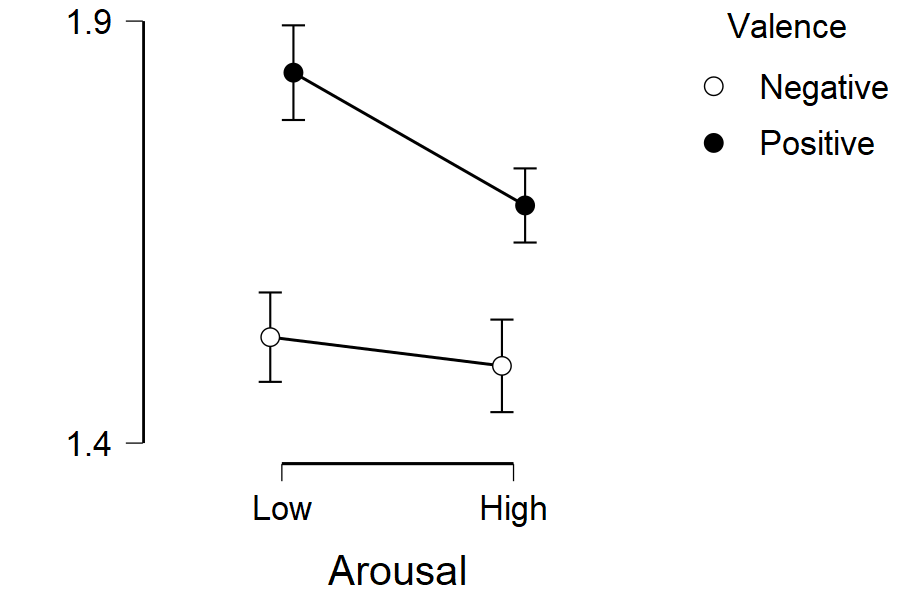 1.9
1.4
Low
High
Arousal
Valence
Negative
Positive